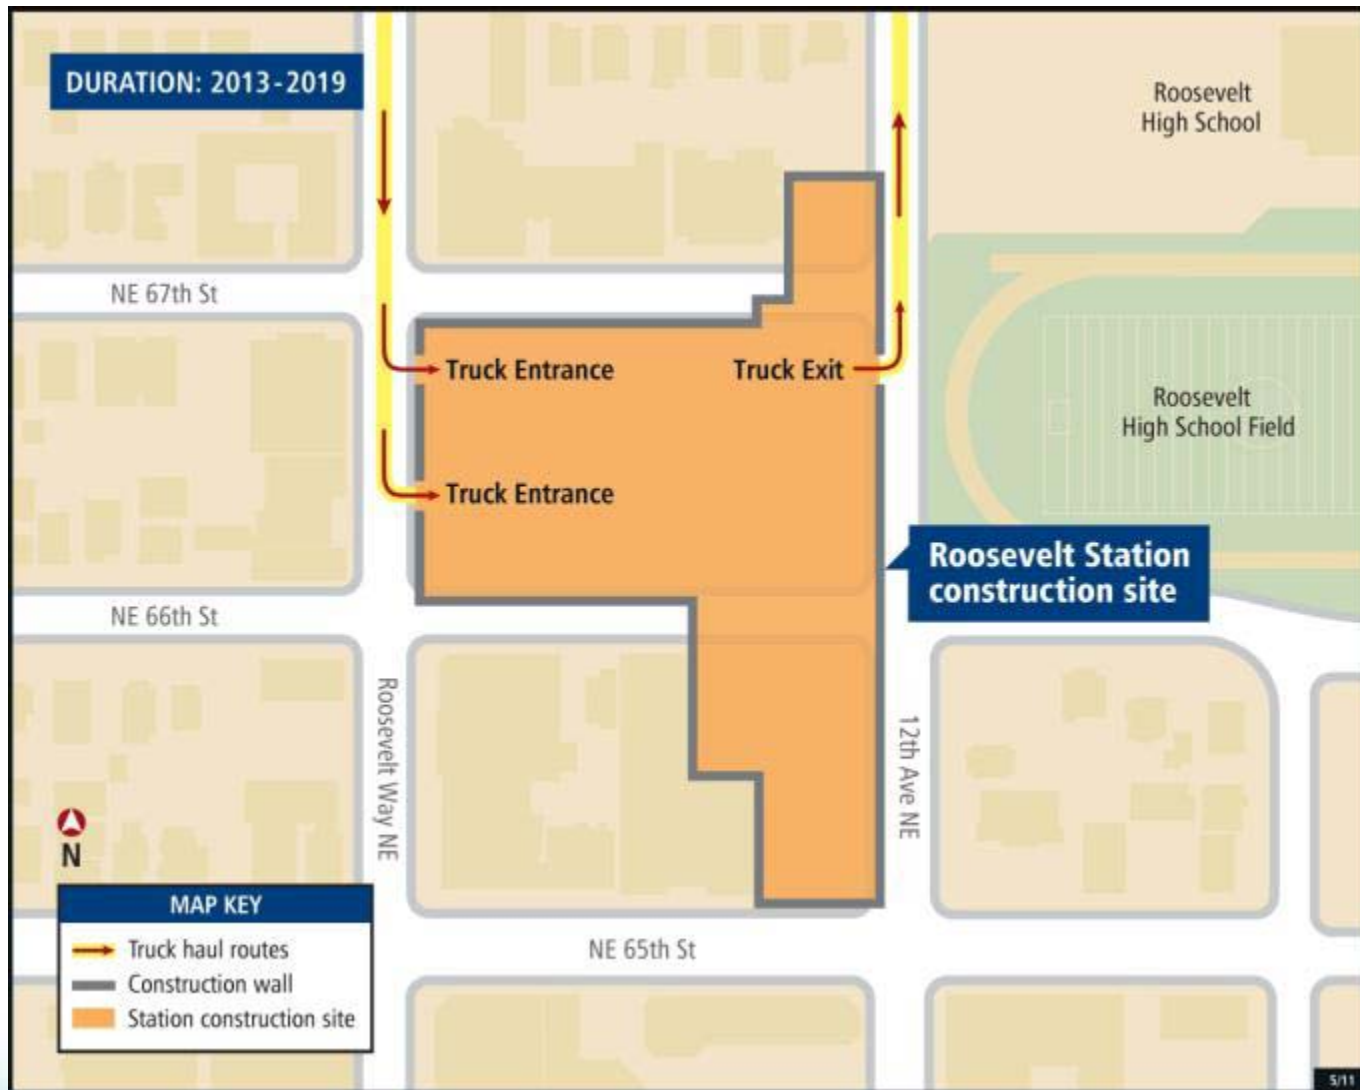 DURATION: 2013-2019
Roosevelt
High School
NE 67th St
Truck Entrance
Truck Exit
Roosevelt
High School Field
Truck Entrance
Roosevelt Station
construction site
NE 66th St
Roosevelt Way NE
12th Ave NE
N
MAP KEY
Truck haul routes
Construction wall
Station construction site
NE 65th St
5/11